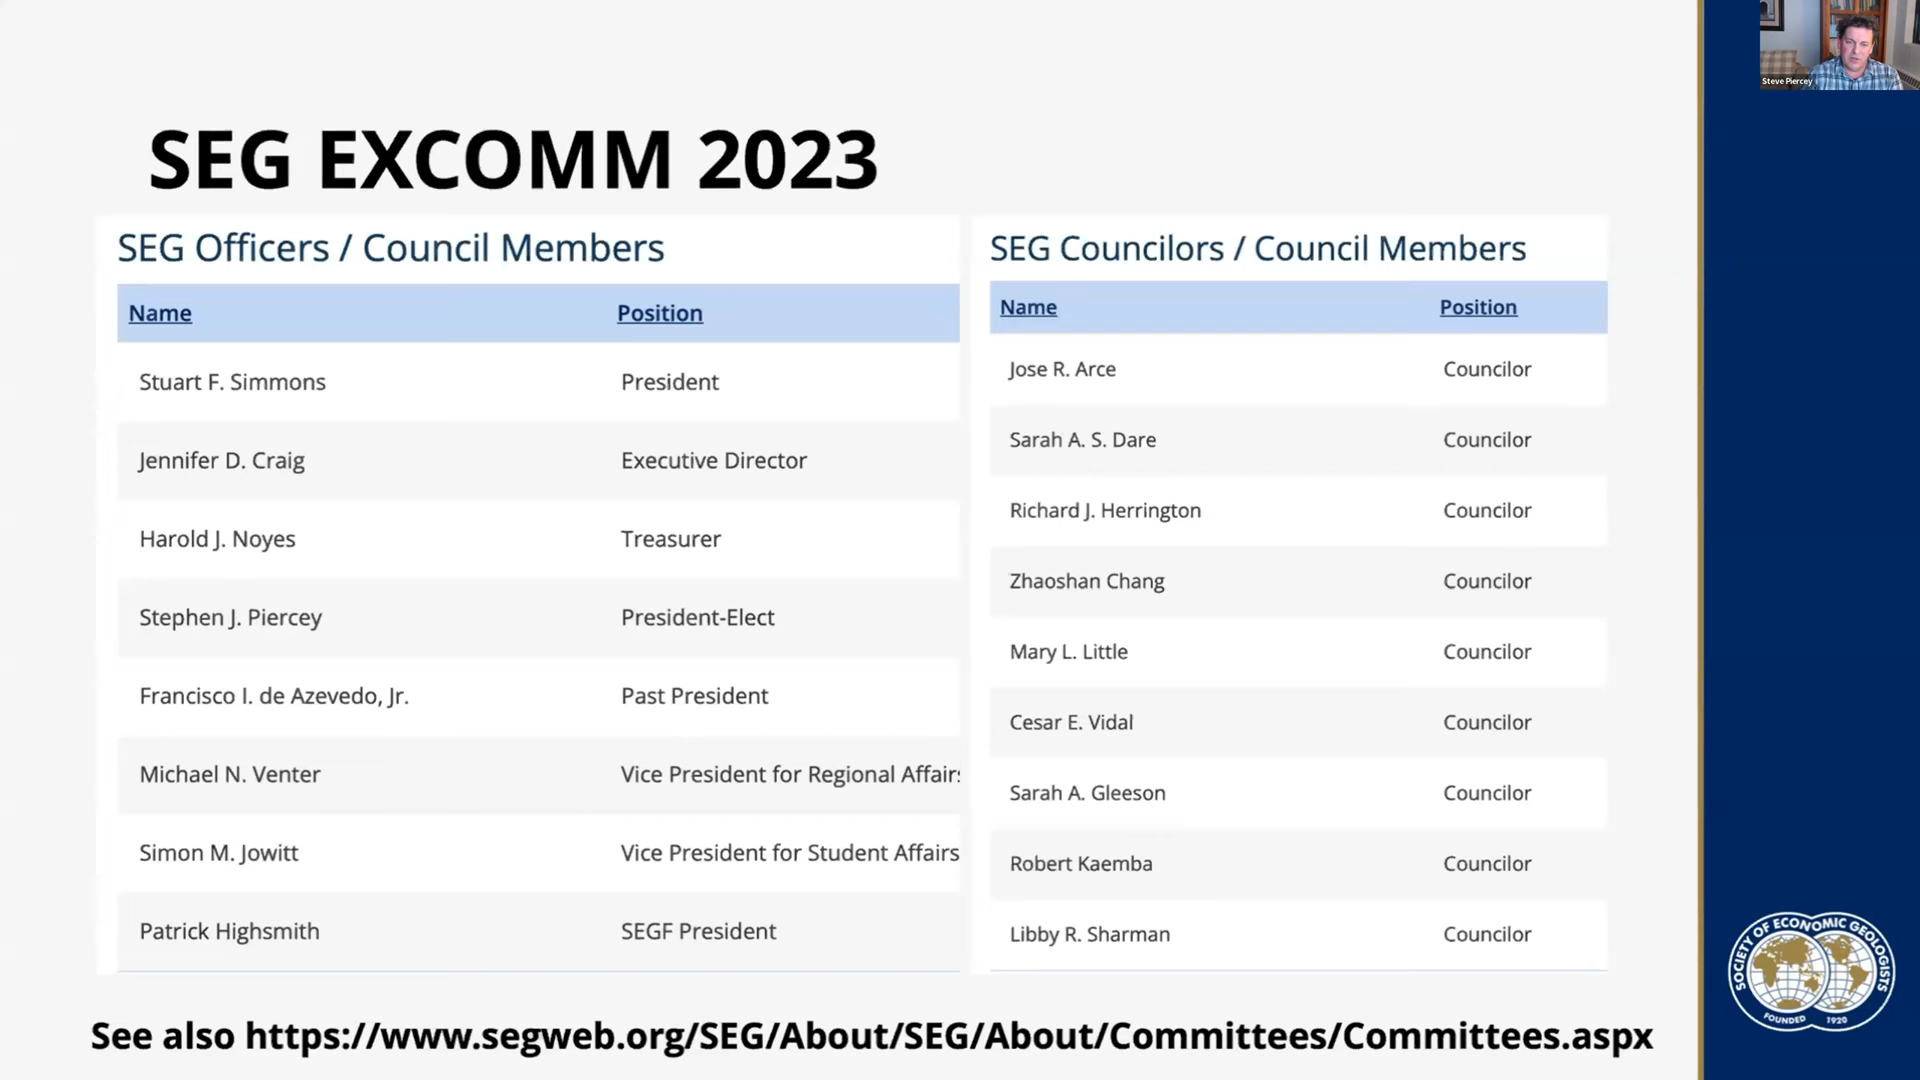 Steve Piercey
SEG EXCOMM 2023
SEG Officers / Council Members
Name Position
Stuart F. Simmons President
Jennifer D. Craig Executive Director
Harold J. Noyes Treasurer
Stephen J. Piercey President-Elect
Francisco I. de Azevedo, Jr. Past President
Michael N. Venter Vice President for Regional Affairs
Simon M. Jowitt Vice President for Student Affairs
Patrick Highsmith SEGF President
SEG Councilors / Council Members
Name Position
Jose R. Arce Councilor
Sarah A. S. Dare Councilor
Richard J. Herrington Councilor
Zhaoshan Chang Councilor
Mary L. Little Councilor
Cesar E. Vidal Councilor
Sarah A. Gleeson Councilor
Robert Kaemba Councilor
Libby R. Sharman Councilor
See also https://www.segweb.org/SEG/About/SEG/About/Committees/Committees.aspx
SOCIETY OF ECONOMIC GEOLOGISTS
FOUNDED 1920